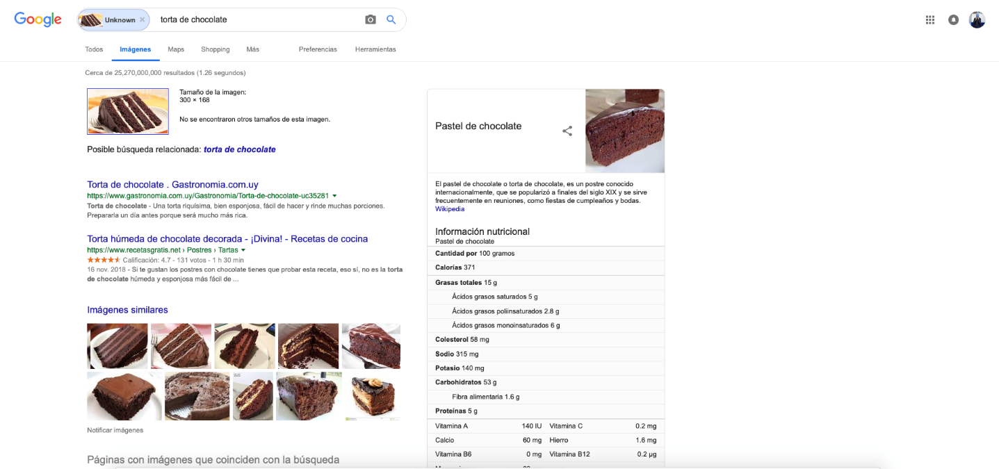 Google
Unknown ×
torta de chocolate
Todos
Imágenes
Maps
Shopping
Más
Preferencias
Herramientas
Cerca de 25,270,000,000 resultados (1.26 segundos)
Tamaño de la imagen:
300 × 168
No se encontraron otros tamaños de esta imagen.
Posible búsqueda relacionada: torta de chocolate
Torta de chocolate . Gastronomia.com.uy
https://www.gastronomia.com.uy/Gastronomia/Torta-de-chocolate-uc35281
Torta de chocolate - Una torta riquísima, bien esponjosa, fácil de hacer y rinde muchas porciones.
Prepararla un día antes porque será mucho más rica.
Torta húmeda de chocolate decorada - ¡Divina! - Recetas de cocina
https://www.recetasgratis.net › Postres › Tartas
Calificación: 4.7 - 131 votos - 1 h 30 min
16 nov. 2018 - Si te gustan los postres con chocolate tienes que probar esta receta, eso sí, no es la torta
de chocolate húmeda y esponjosa más fácil de ...
Imágenes similares
Notificar imágenes
Páginas con imágenes que coinciden con la búsqueda
Pastel de chocolate
El pastel de chocolate o torta de chocolate, es un postre conocido
internacionalmente, que se popularizó a finales del siglo XIX y se sirve
frecuentemente en reuniones, como fiestas de cumpleaños y bodas.
Wikipedia
Información nutricional
Pastel de chocolate
Cantidad por 100 gramos
Calorías 371
Grasas totales 15 g
Ácidos grasos saturados 5 g
Ácidos grasos poliinsaturados 2.8 g
Ácidos grasos monoinsaturados 6 g
Colesterol 58 mg
Sodio 315 mg
Potasio 140 mg
Carbohidratos 53 g
Fibra alimentaria 1.6 g
Proteínas 5 g
Vitamina A 140 IU Vitamina C 0.2 mg
Calcio 60 mg Hierro 1.6 mg
Vitamina B6 0 mg Vitamina B12 0.2 µg